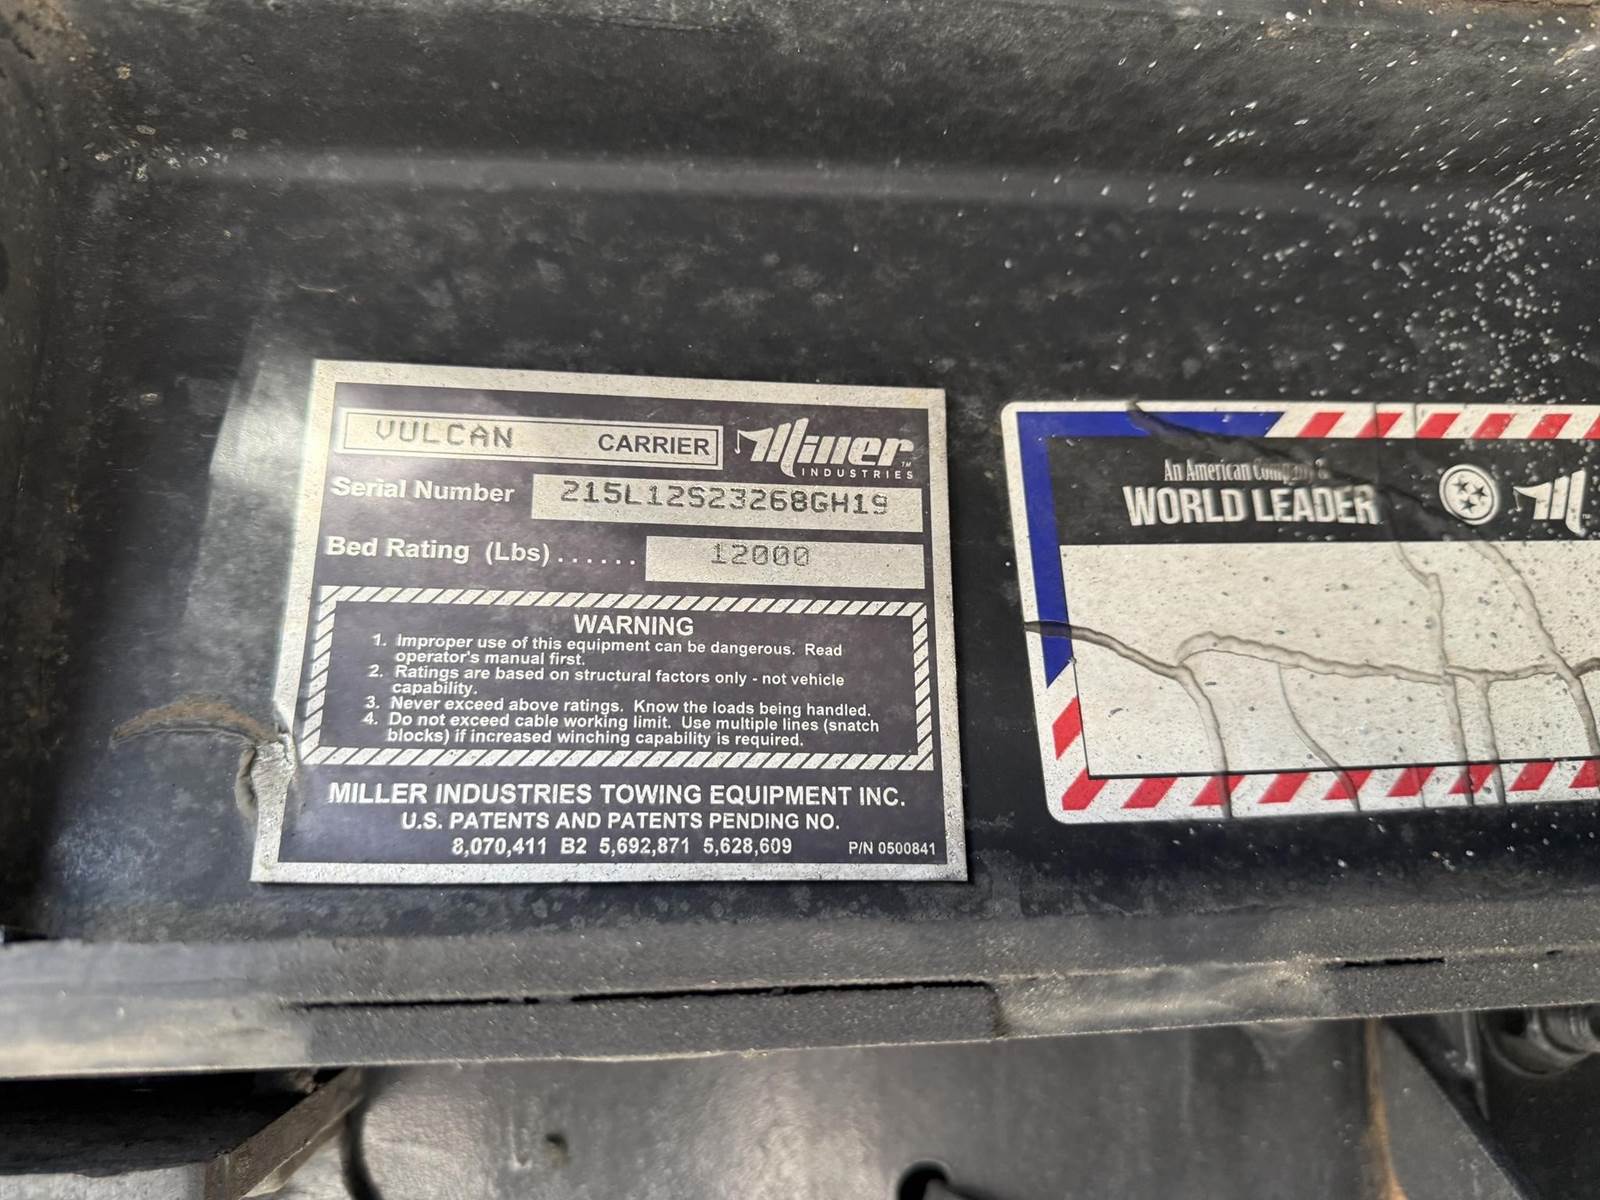 VULCAN CARRIER
Miller
INDUSTRIES
Serial Number 215L12S23268GH19
Bed Rating (Lbs)...... 12000
WARNING
1. Improper use of this equipment can be dangerous. Read
operator's manual first.
2. Ratings are based on structural factors only - not vehicle
capability.
3. Never exceed above ratings. Know the loads being handled.
4. Do not exceed cable working limit. Use multiple lines (snatch
blocks) if increased winching capability is required.
MILLER INDUSTRIES TOWING EQUIPMENT INC.
U.S. PATENTS AND PATENTS PENDING NO.
8,070,411 B2 5,692,871 5,628,609 P/N 0500841
An American Company &
WORLD LEADER